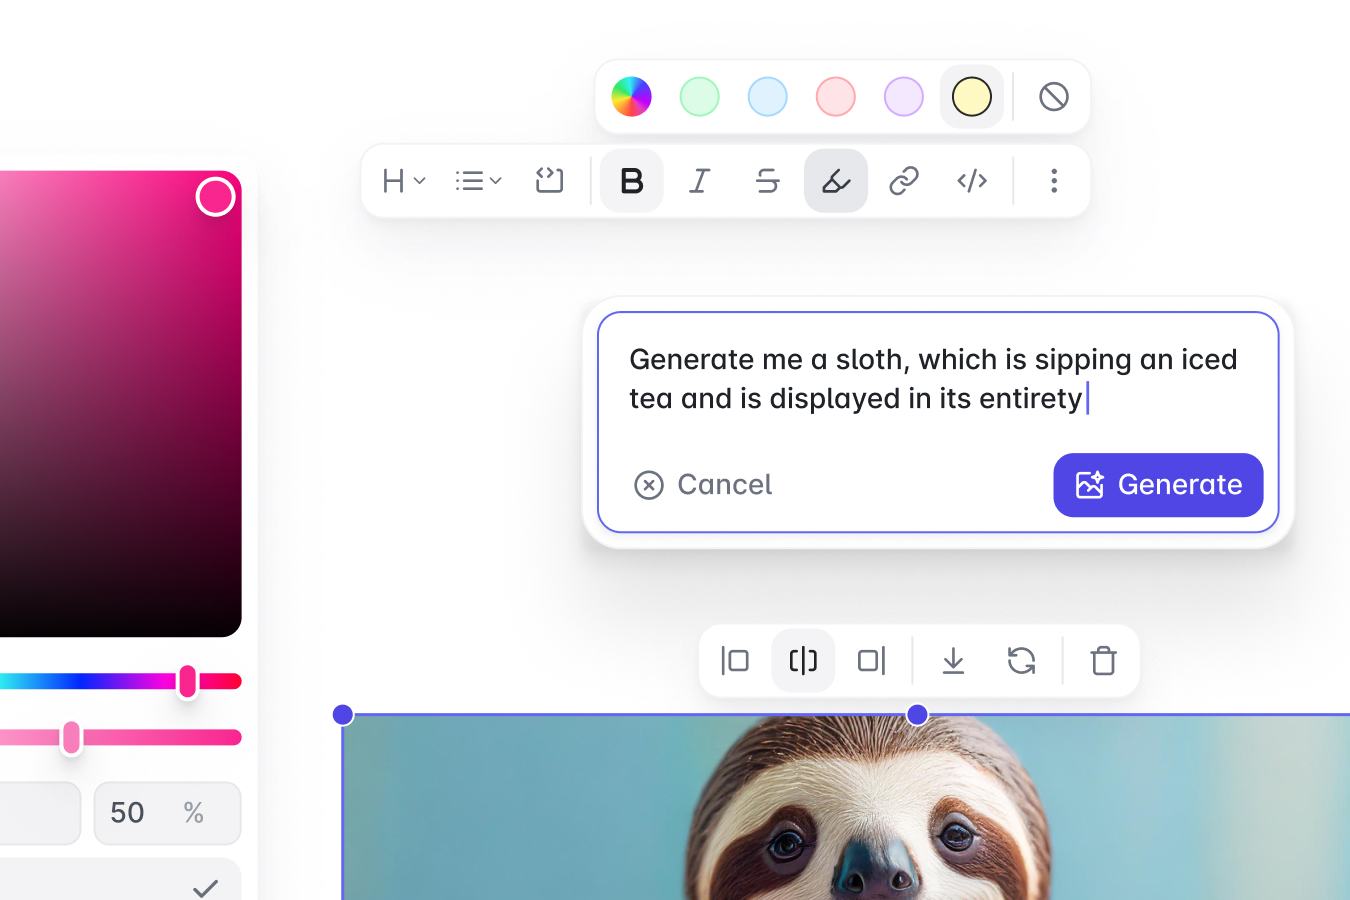 H
B
I
S
Generate me a sloth, which is sipping an iced
tea and is displayed in its entirety
Cancel
Generate
50 %